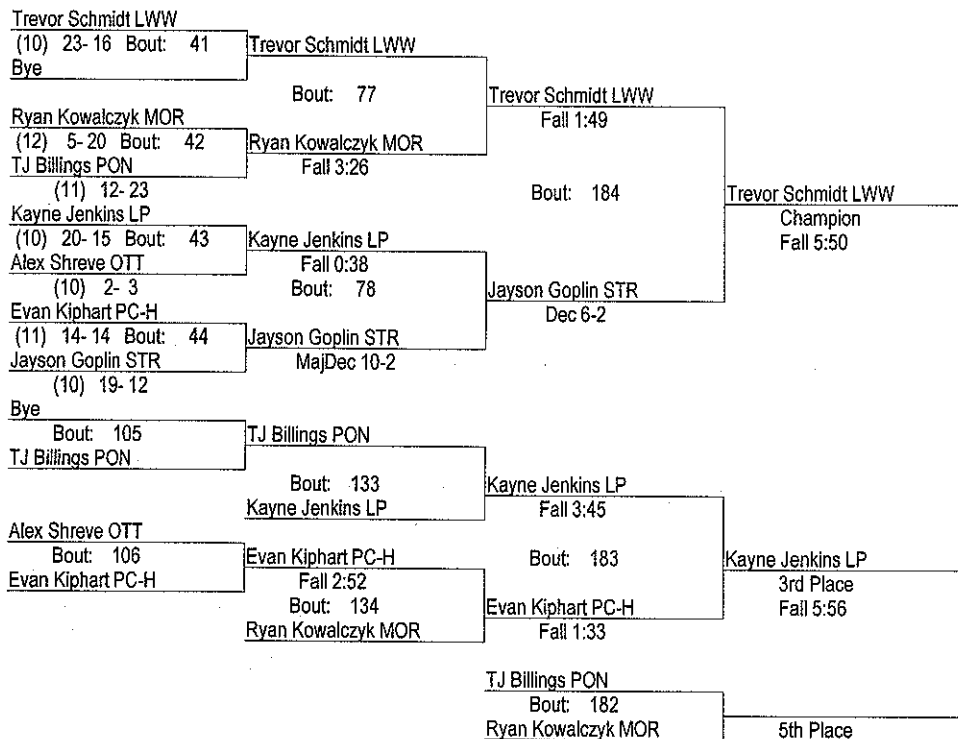 Trevor Schmidt LWW
(10) 23-16 Bout: 41
Bye
Trevor Schmidt LWW
Bout: 77
Ryan Kowalczyk MOR
(12) 5-20 Bout: 42
TJ Billings PON
(11) 12-23
Ryan Kowalczyk MOR
Fall 3:26
Trevor Schmidt LWW
Fall 1:49
Bout: 184
Kayne Jenkins LP
(10) 20-15 Bout: 43
Alex Shreve OTT
(10) 2-3
Kayne Jenkins LP
Fall 0:38
Bout: 78
Evan Kiphart PC-H
(11) 14-14 Bout: 44
Jayson Goplin STR
(10) 19-12
Jayson Goplin STR
MajDec 10-2
Jayson Goplin STR
Dec 6-2
Trevor Schmidt LWW
Champion
Fall 5:50
Bye
Bout: 105
TJ Billings PON
TJ Billings PON
Bout: 133
Kayne Jenkins LP
Kayne Jenkins LP
Fall 3:45
Bout: 183
Alex Shreve OTT
Bout: 106
Evan Kiphart PC-H
Evan Kiphart PC-H
Fall 2:52
Bout: 134
Ryan Kowalczyk MOR
Evan Kiphart PC-H
Fall 1:33
Kayne Jenkins LP
3rd Place
Fall 5:56
TJ Billings PON
Bout: 182
Ryan Kowalczyk MOR
5th Place